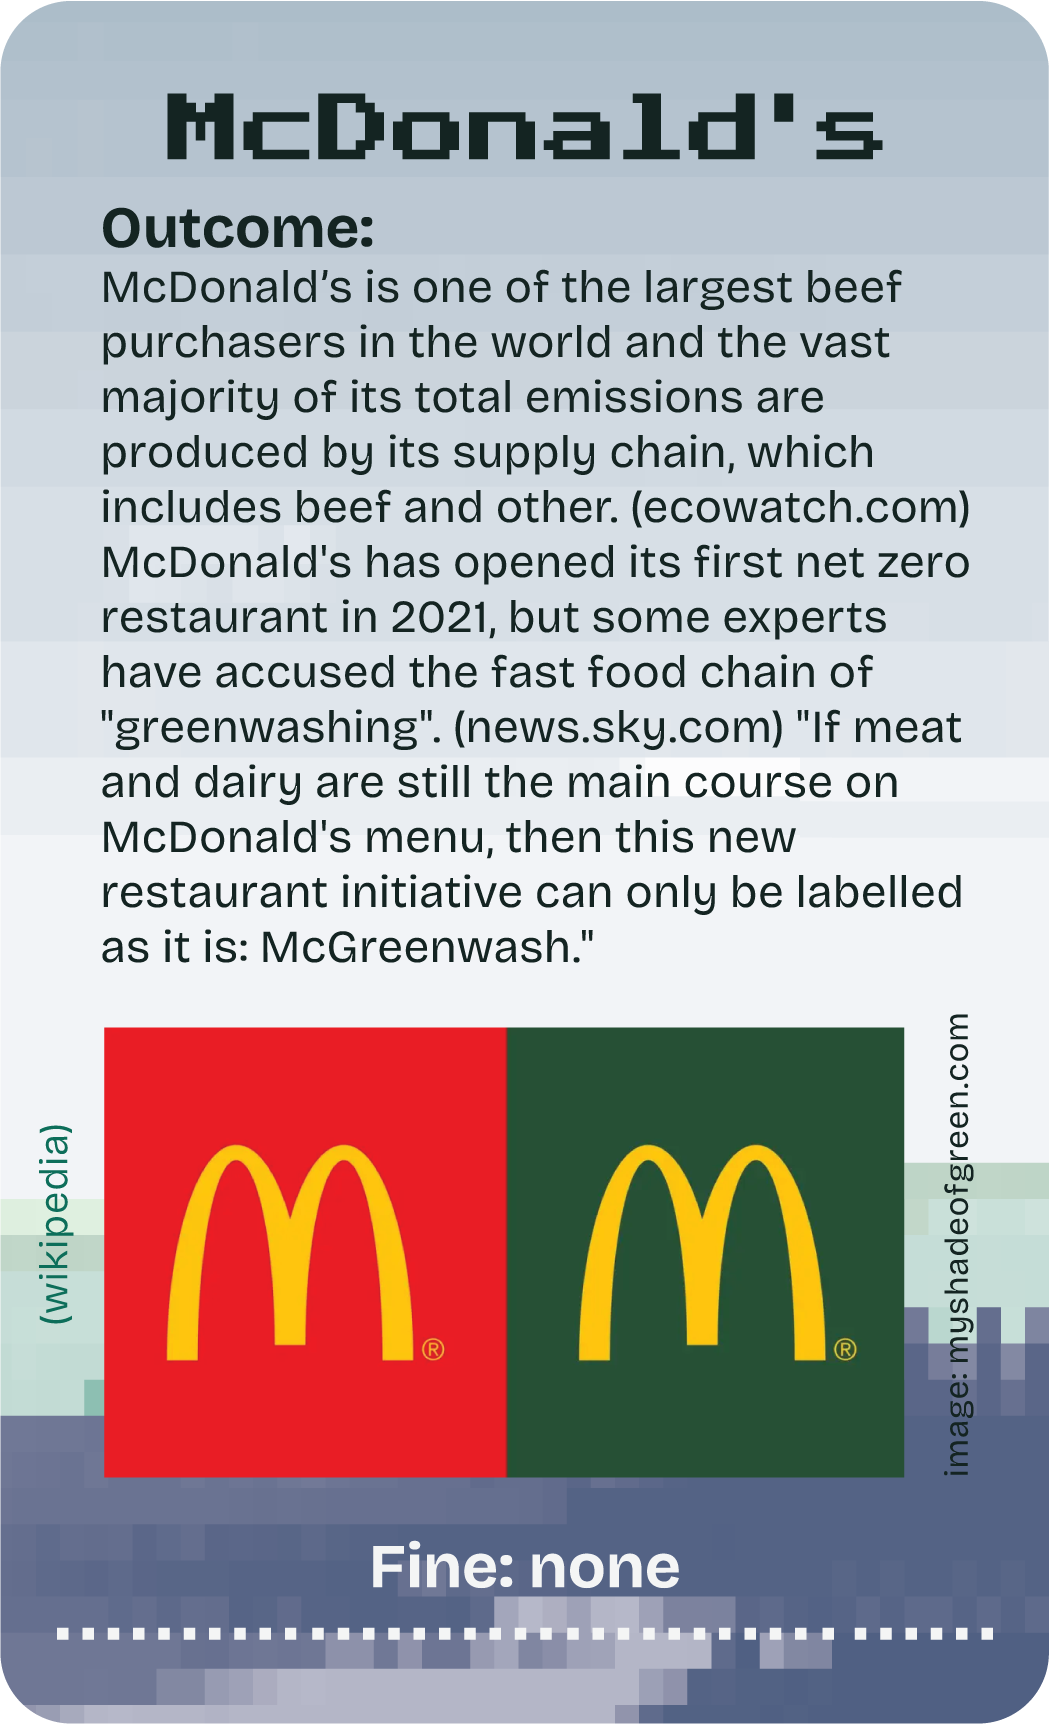 McDonald's
Outcome:
McDonald’s is one of the largest beef
purchasers in the world and the vast
majority of its total emissions are
produced by its supply chain, which
includes beef and other. (ecowatch.com)
McDonald's has opened its first net zero
restaurant in 2021, but some experts
have accused the fast food chain of
"greenwashing". (news.sky.com) "If meat
and dairy are still the main course on
McDonald's menu, then this new
restaurant initiative can only be labelled
as it is: McGreenwash."
(wikipedia)
®
®
image: myshadeofgreen.com
Fine: none